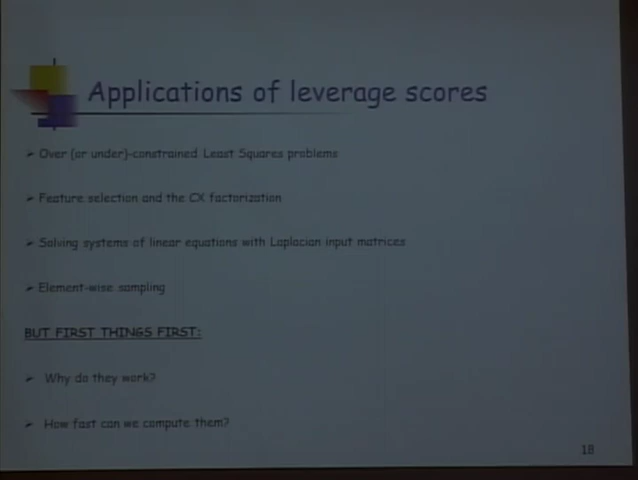 Applications of leverage scores
➢ Over (or under)-constrained Least Squares problems
➢ Feature selection and the CX factorization
➢ Solving systems of linear equations with Laplacian input matrices
➢ Element-wise sampling
BUT FIRST THINGS FIRST:
➢ Why do they work?
➢ How fast can we compute them?
18